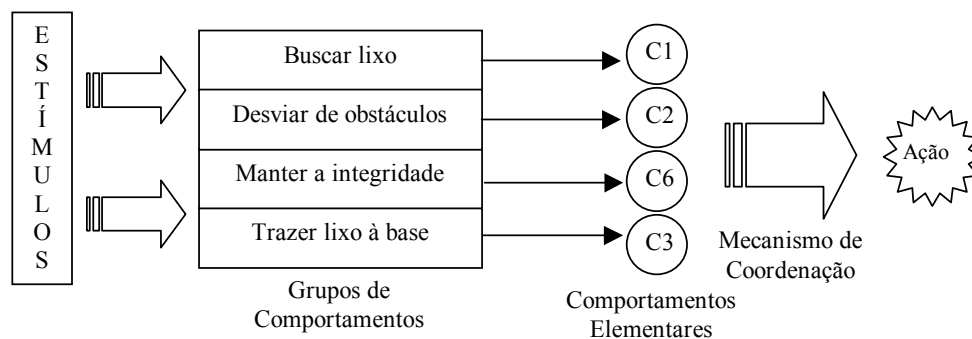 E
S
T
Í
M
U
L
O
S
Buscar lixo
Desviar de obstáculos
Manter a integridade
Trazer lixo à base
Grupos de
Comportamentos
C1
C2
C6
C3
Comportamentos
Elementares
Mecanismo de
Coordenação
Ação